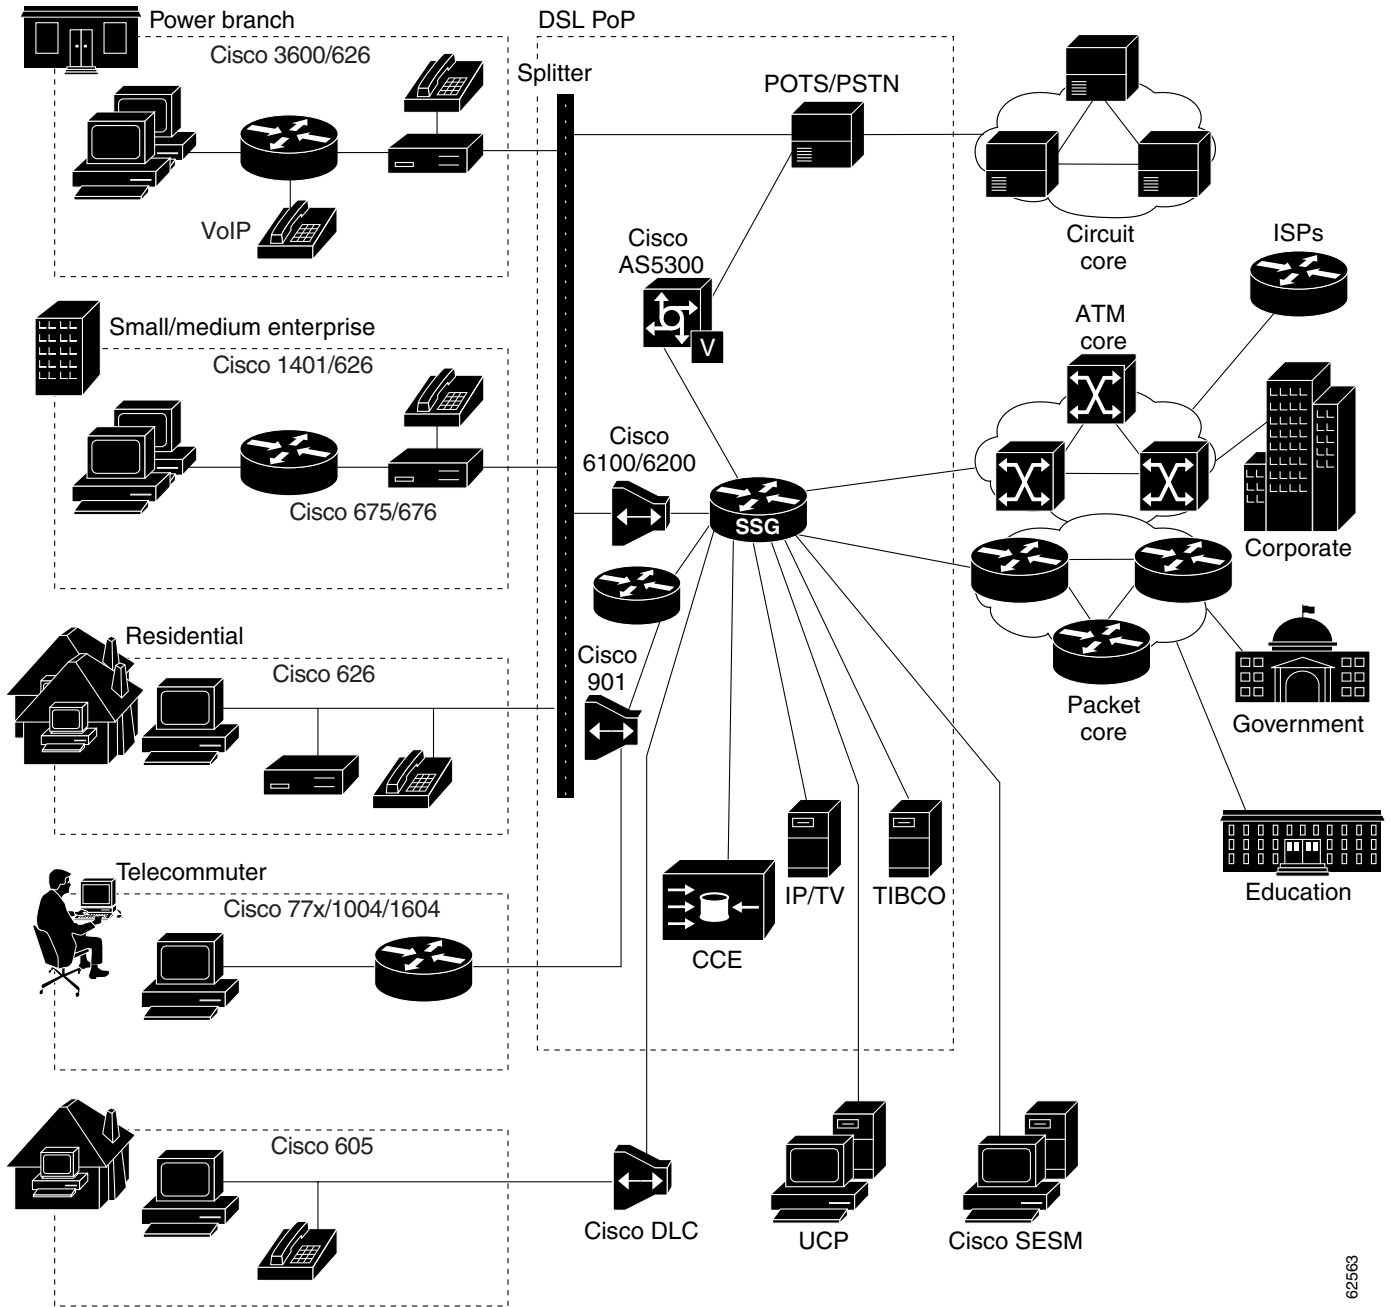 Power branch
DSL PoP
Cisco 3600/626
Splitter
POTS/PSTN
VoIP
Cisco
AS5300
V
Circuit
core
ISPs
Small/medium enterprise
Cisco 1401/626
ATM
core
Cisco
6100/6200
Cisco 675/676
SSG
Corporate
Residential
Cisco 626
Cisco
901
Packet
core
Government
Telecommuter
Cisco 77x/1004/1604
IP/TV
TIBCO
Education
CCE
Cisco 605
Cisco DLC
UCP
Cisco SESM
62563